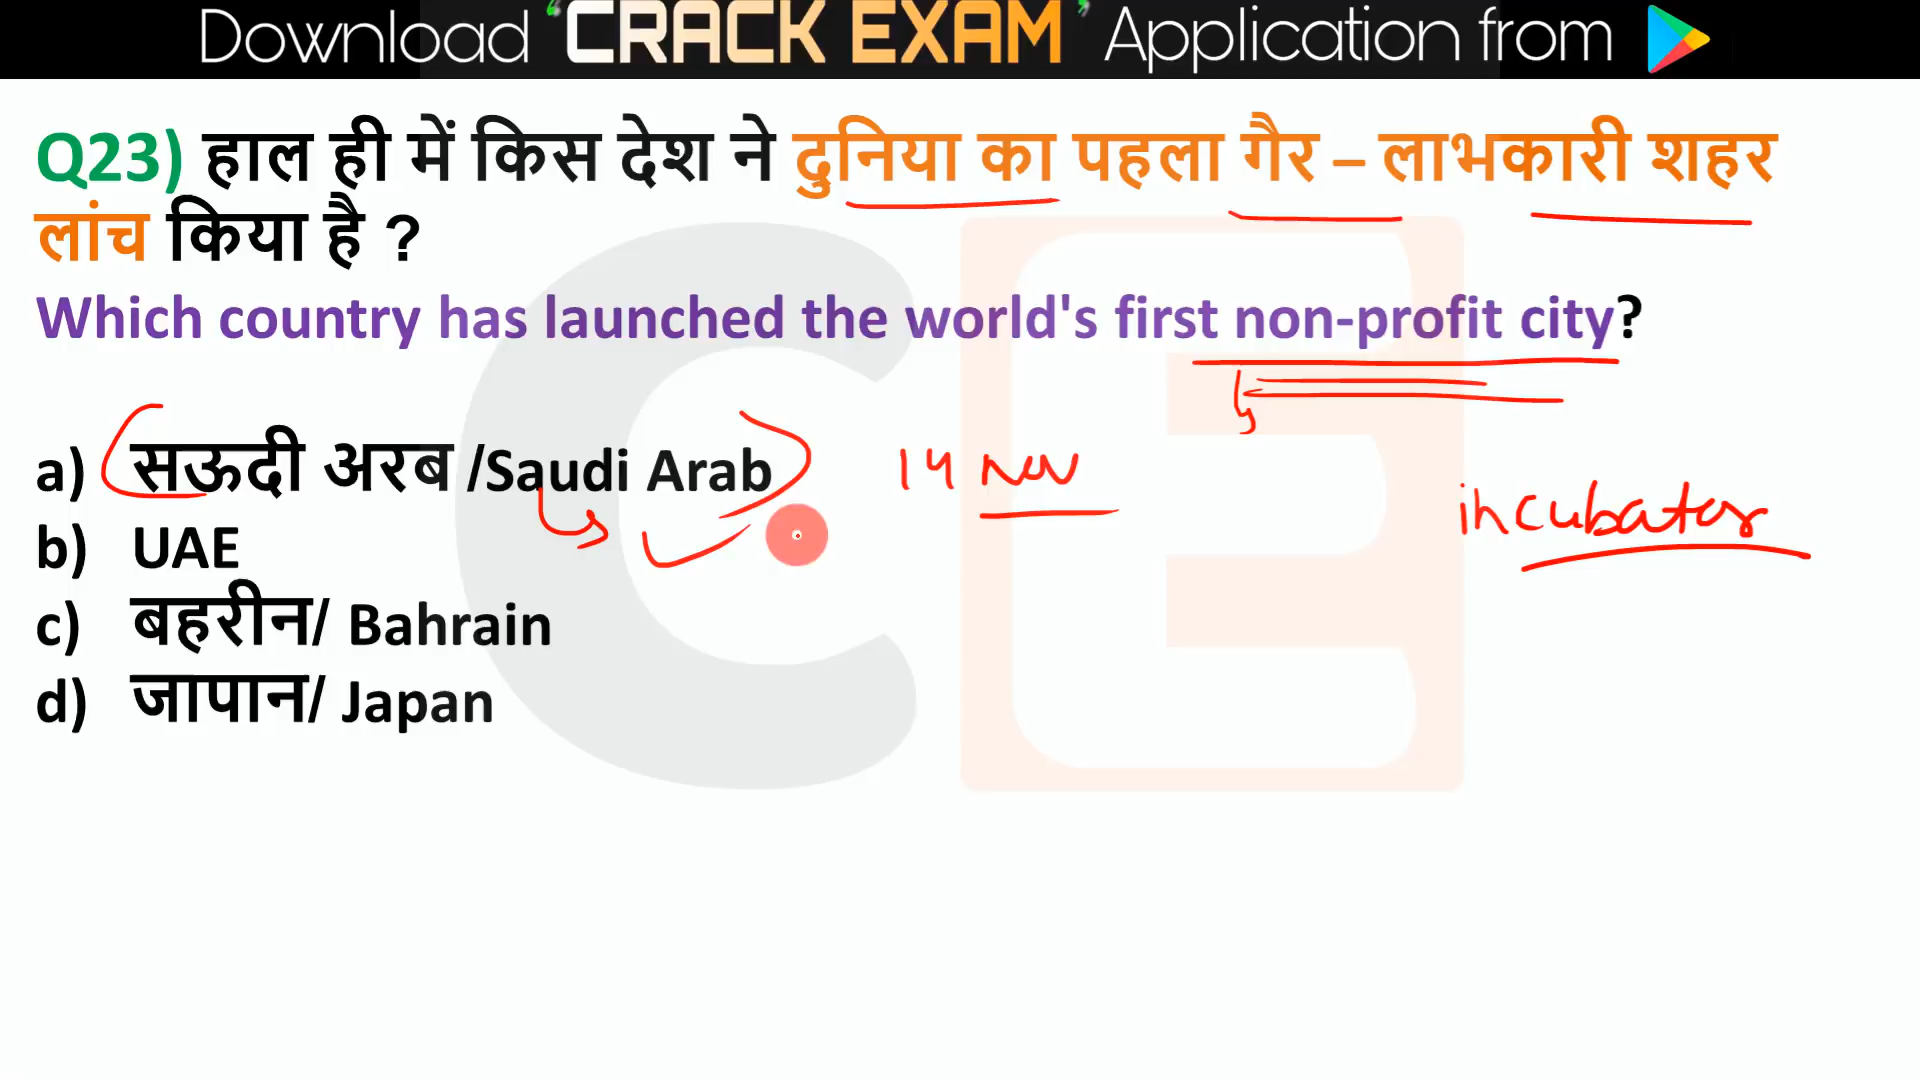 Download 'CRACK EXAM' Application from
Q23) हाल ही में किस देश ने दुनिया का पहला गैर – लाभकारी शहर
लांच किया है ?
Which country has launched the world's first non-profit city?
a) सऊदी अरब /Saudi Arab
14 Nov
incubator
b) UAE
c) बहरीन/ Bahrain
d) जापान/ Japan
CE